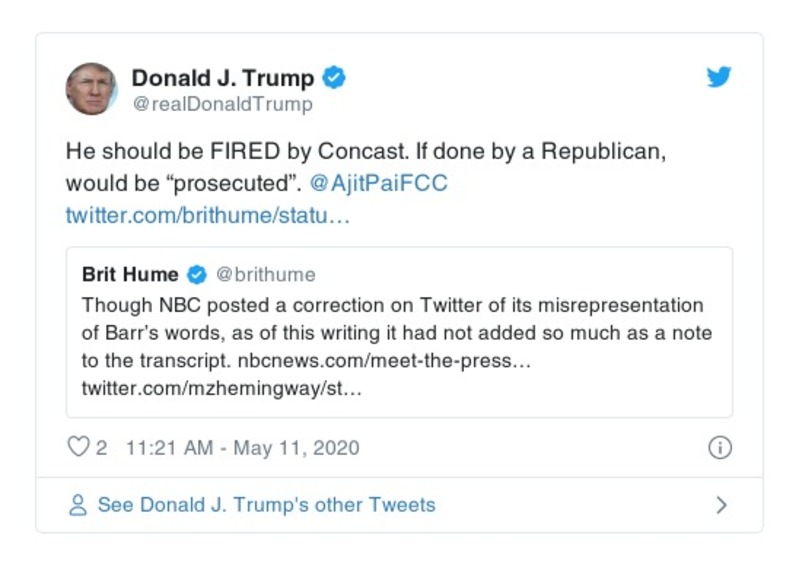 Donald J. Trump
@realDonaldTrump
He should be FIRED by Concast. If done by a Republican,
would be “prosecuted”. @AjitPaiFCC
twitter.com/brithume/statu…
Brit Hume @brithume
Though NBC posted a correction on Twitter of its misrepresentation
of Barr’s words, as of this writing it had not added so much as a note
to the transcript. nbcnews.com/meet-the-press…
twitter.com/mzhemingway/st…
2 11:21 AM - May 11, 2020
See Donald J. Trump's other Tweets